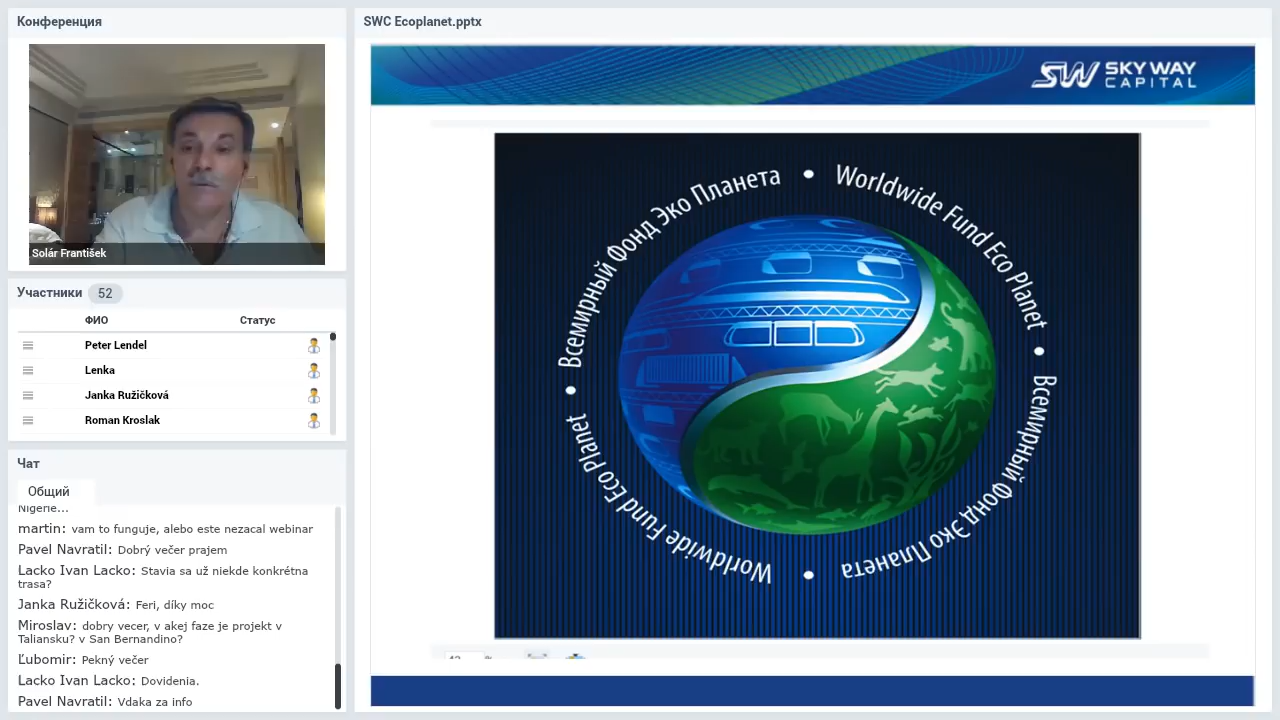 Конференция
Solár František
Участники 52
ФИО Статус
Peter Lendel
Lenka
Janka Ružičková
Roman Kroslak
Чат
Общий
Nigerie...
martin: vam to funguje, alebo este nezacal webinar
Pavel Navratil: Dobrý večer prajem
Lacko Ivan Lacko: Stavia sa už niekde konkrétna
trasa?
Janka Ružičková: Feri, díky moc
Miroslav: dobry vecer, v akej faze je projekt v
Taliansku? v San Bernandino?
Ľubomir: Pekný večer
Lacko Ivan Lacko: Dovidenia.
Pavel Navratil: Vdaka za info
SWC Ecoplanet.pptx
SW SKY WAY
CAPITAL
Всемирный Фонд Эко Планета • Worldwide Fund Eco Planet •
Всемирный Фонд Эко Планета • Worldwide Fund Eco Planet •